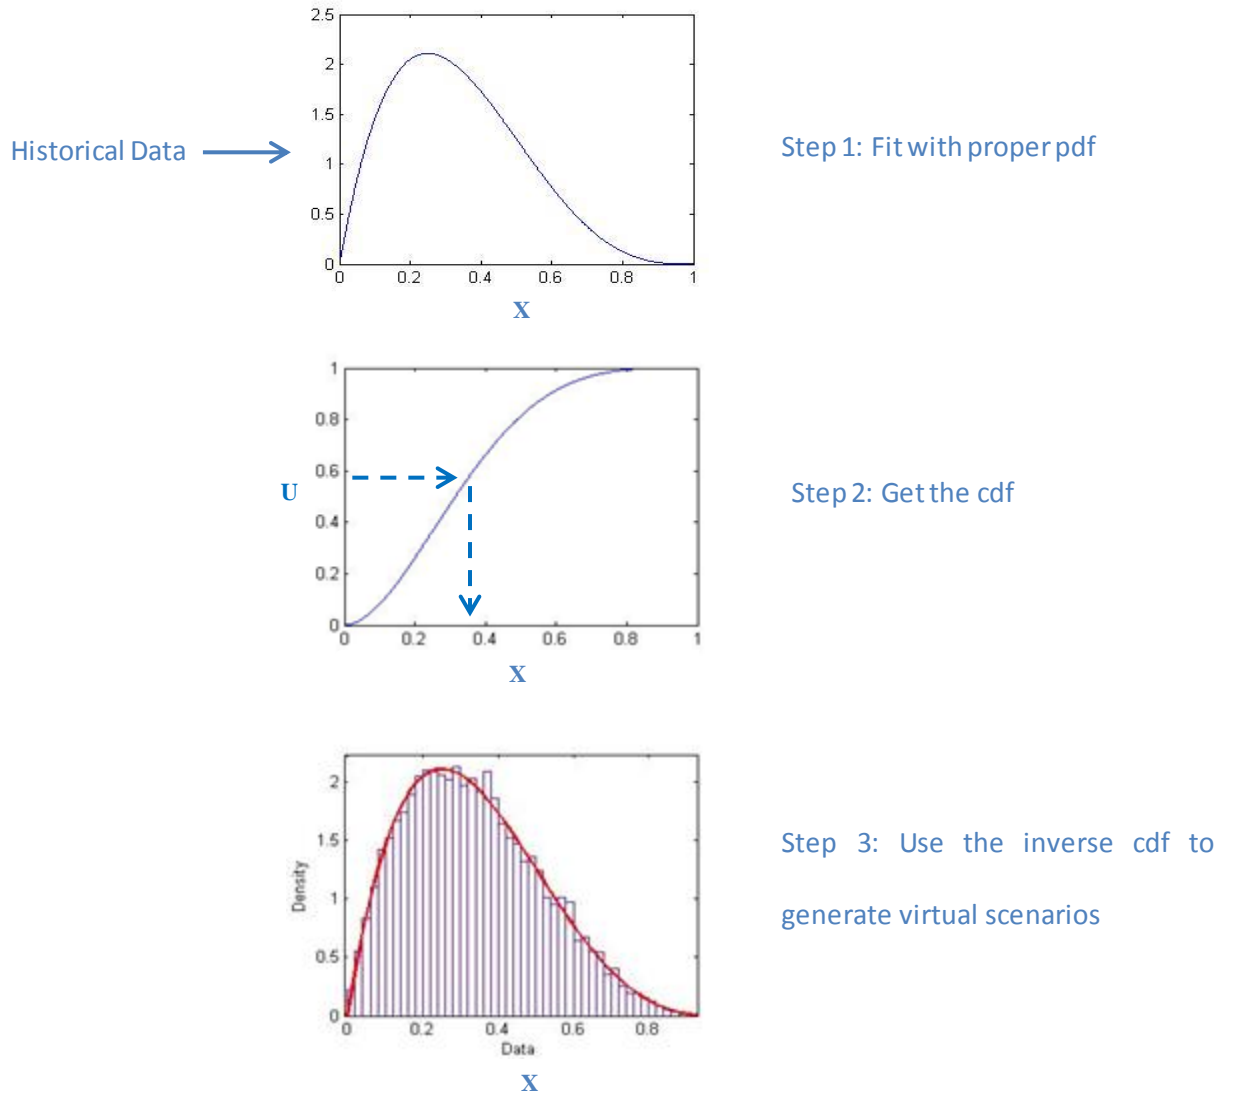 2.5
2
1.5
1
0.5
0
0 0.2 0.4 0.6 0.8 1
X
Historical Data
Step 1: Fit with proper pdf
1
0.8
0.6
0.4
0.2
0
0 0.2 0.4 0.6 0.8 1
U
X
Step 2: Get the cdf
2
1.5
1
0.5
0
0 0.2 0.4 0.6 0.8
Density
Data
X
Step 3: Use the inverse cdf to
generate virtual scenarios